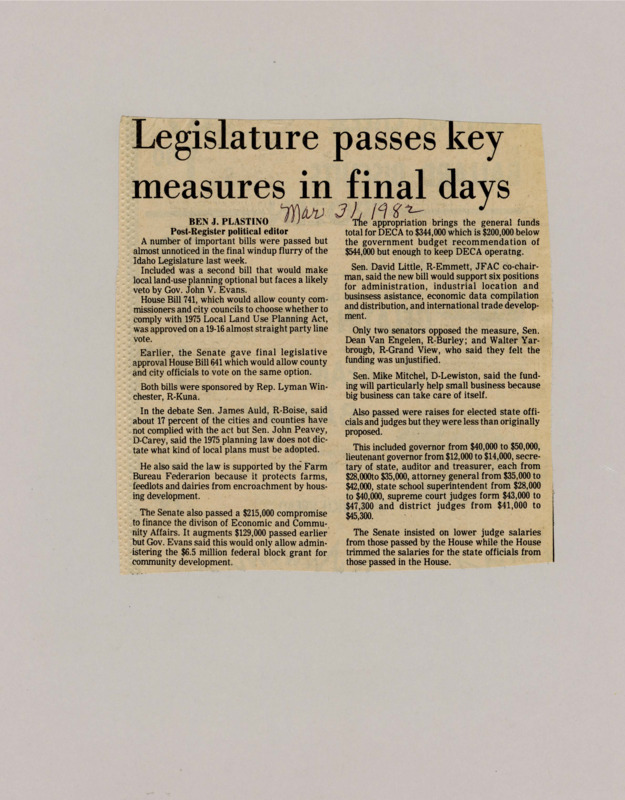 Legislature passes key
measures in final days
Mar 31, 1982
BEN J. PLASTINO
Post-Register political editor
A number of important bills were passed but
almost unnoticed in the final windup flurry of the
Idaho Legislature last week.
Included was a second bill that would make
local land-use planning optional but faces a likely
veto by Gov. John V. Evans.
House Bill 741, which would allow county com-
missioners and city councils to choose whether to
comply with 1975 Local Land Use Planning Act,
was approved on a 19-16 almost straight party line
vote.
Earlier, the Senate gave final legislative
approval House Bill 641 which would allow county
and city officials to vote on the same option.
Both bills were sponsored by Rep. Lyman Win-
chester, R-Kuna.
In the debate Sen. James Auld, R-Boise, said
about 17 percent of the cities and counties have
not complied with the act but Sen. John Peavey,
D-Carey, said the 1975 planning law does not dic-
tate what kind of local plans must be adopted.
He also said the law is supported by the Farm
Bureau Federarion because it protects farms,
feedlots and dairies from encroachment by hous-
ing development.
The Senate also passed a $215,000 compromise
to finance the divison of Economic and Commu-
nity Affairs. It augments $129,000 passed earlier
but Gov. Evans said this would only allow admin-
istering the $6.5 million federal block grant for
community development.
The appropriation brings the general funds
total for DECA to $344,000 which is $200,000 below
the government budget recommendation of
$544,000 but enough to keep DECA operatng.
Sen. David Little, R-Emmett, JFAC co-chair-
man, said the new bill would support six positions
for administration, industrial location and
busisess asistance, economic data compilation
and distribution, and international trade develop-
ment.
Only two senators opposed the measure, Sen.
Dean Van Engelen, R-Burley; and Walter Yar-
brougb, R-Grand View, who said they felt the
funding was unjustified.
Sen. Mike Mitchel, D-Lewiston, said the fund-
ing will particularly help small business because
big business can take care of itself.
Also passed were raises for elected state offi-
cials and judges but they were less than originally
proposed.
This included governor from $40,000 to $50,000,
lieutenant governor from $12,000 to $14,000, secre-
tary of state, auditor and treasurer, each from
$28,000to $35,000, attorney general from $35,000 to
$42,000, state school superintendent from $28,000
to $40,000, supreme court judges form $43,000 to
$47,300 and district judges from $41,000 to
$45,300.
The Senate insisted on lower judge salaries
from those passed by the House while the House
trimmed the salaries for the state officials from
those passed in the House.